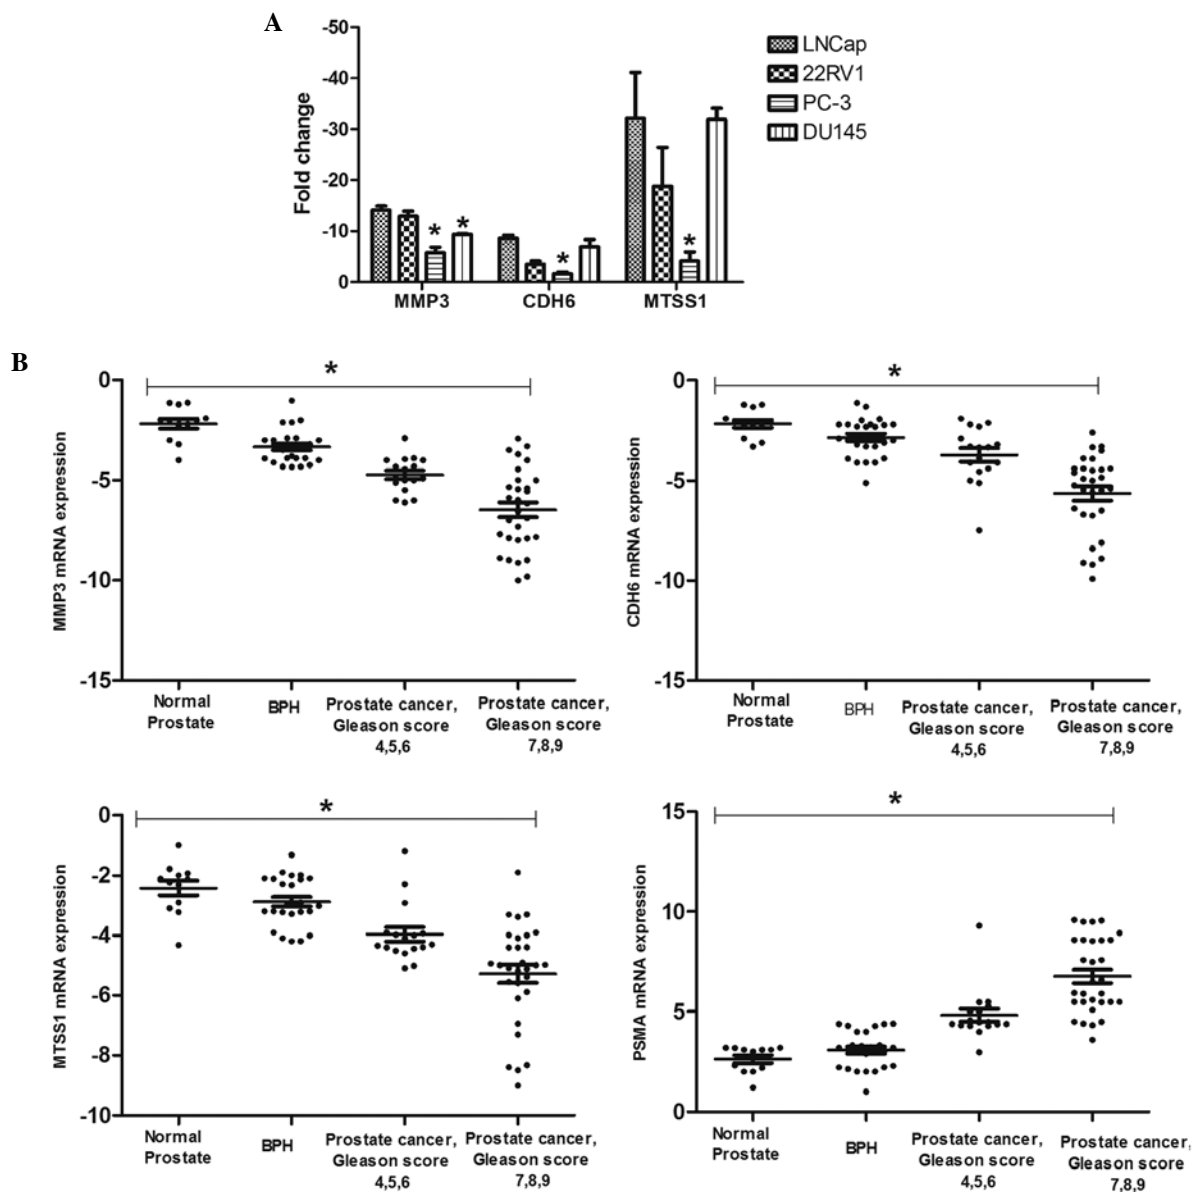 A
Fold change
-50
-40
-30
-20
-10
0
*
*
*
*
MMP3
CDH6
MTSS1
LNCap
22RV1
PC-3
DU145
B
MMP3 mRNA expression
0
-5
-10
-15
*
Normal
Prostate
BPH
Prostate cancer,
Gleason score
4,5,6
Prostate cancer,
Gleason score
7,8,9
CDH6 mRNA expression
0
-5
-10
-15
*
Normal
Prostate
BPH
Prostate cancer,
Gleason score
4,5,6
Prostate cancer,
Gleason score
7,8,9
MTSS1 mRNA expression
0
-2
-4
-6
-8
-10
*
Normal
Prostate
BPH
Prostate cancer,
Gleason score
4,5,6
Prostate cancer,
Gleason score
7,8,9
PSMA mRNA expression
15
10
5
0
*
Normal
Prostate
BPH
Prostate cancer,
Gleason score
4,5,6
Prostate cancer,
Gleason score
7,8,9